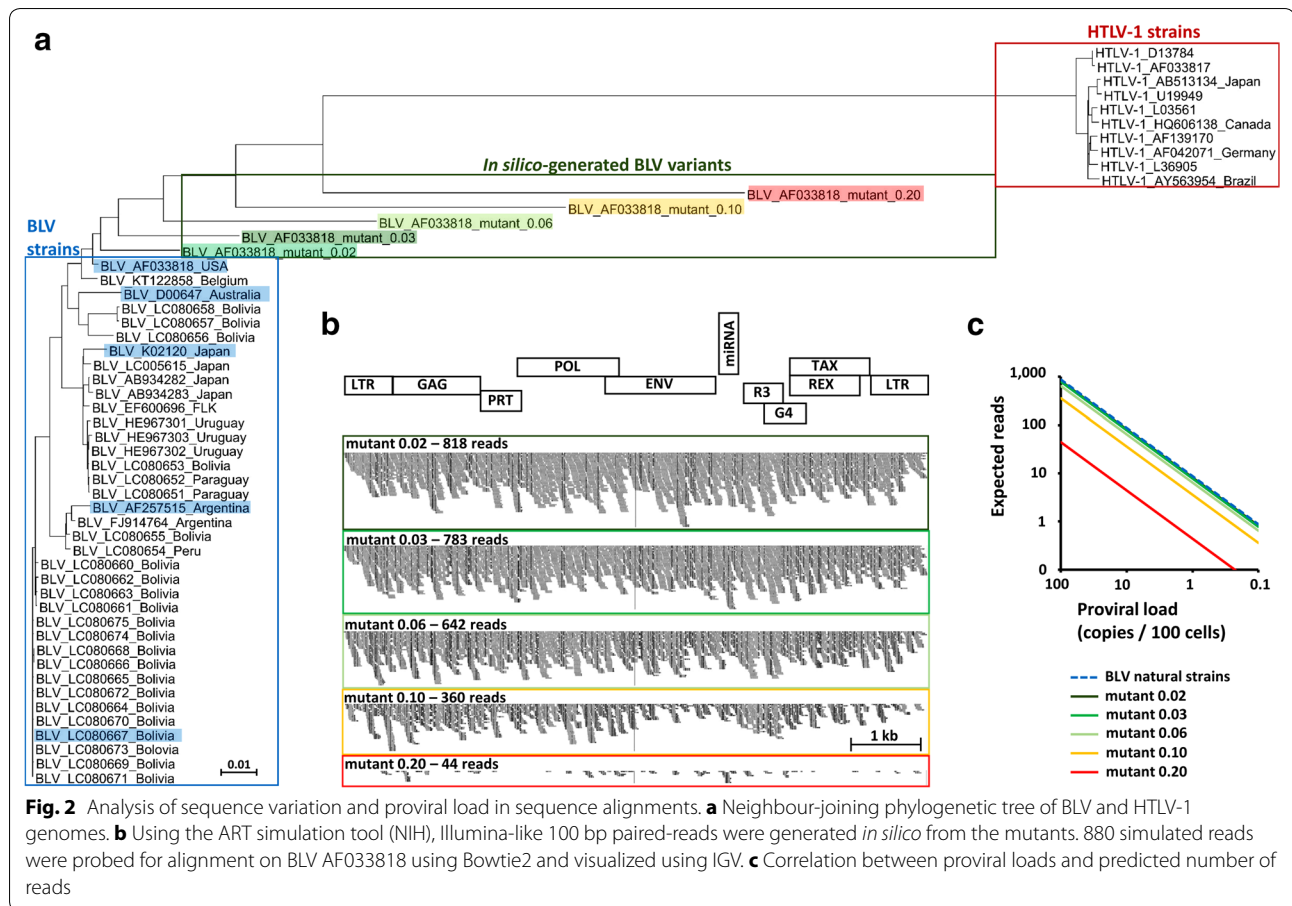 a
HTLV-1 strains
HTLV-1_D13784
HTLV-1_AF033817
HTLV-1_AB513134_Japan
HTLV-1_U19949
HTLV-1_L03561
HTLV-1_HQ606138_Canada
HTLV-1_AF139170
HTLV-1_AF042071_Germany
HTLV-1_L36905
HTLV-1_AY563954_Brazil
In silico-generated BLV variants
BLV_AF033818_mutant_0.20
BLV_AF033818_mutant_0.10
BLV_AF033818_mutant_0.06
BLV_AF033818_mutant_0.03
BLV_AF033818_mutant_0.02
BLV
strains
BLV_AF033818_USA
BLV_KT122858_Belgium
BLV_D00647_Australia
BLV_LC080658_Bolivia
BLV_LC080657_Bolivia
BLV_LC080656_Bolivia
BLV_K02120_Japan
BLV_LC005615_Japan
BLV_AB934282_Japan
BLV_AB934283_Japan
BLV_EF600696_FLK
BLV_HE967301_Uruguay
BLV_HE967303_Uruguay
BLV_HE967302_Uruguay
BLV_LC080653_Bolivia
BLV_LC080652_Paraguay
BLV_LC080651_Paraguay
BLV_AF257515_Argentina
BLV_FJ914764_Argentina
BLV_LC080655_Bolivia
BLV_LC080654_Peru
BLV_LC080660_Bolivia
BLV_LC080662_Bolivia
BLV_LC080663_Bolivia
BLV_LC080661_Bolivia
BLV_LC080675_Bolivia
BLV_LC080674_Bolivia
BLV_LC080668_Bolivia
BLV_LC080666_Bolivia
BLV_LC080665_Bolivia
BLV_LC080672_Bolivia
BLV_LC080664_Bolivia
BLV_LC080670_Bolivia
BLV_LC080667_Bolivia
BLV_LC080673_Bolovia
BLV_LC080669_Bolivia
BLV_LC080671_Bolivia
0.01
b
LTR
GAG
PRT
POL
ENV
miRNA
R3
G4
TAX
REX
LTR
mutant 0.02 – 818 reads
mutant 0.03 – 783 reads
mutant 0.06 – 642 reads
mutant 0.10 – 360 reads
1 kb
mutant 0.20 – 44 reads
c
Expected reads
1,000
100
10
1
0
100
10
1
0.1
Proviral load
(copies / 100 cells)
BLV natural strains
mutant 0.02
mutant 0.03
mutant 0.06
mutant 0.10
mutant 0.20
Fig. 2 Analysis of sequence variation and proviral load in sequence alignments. a Neighbour-joining phylogenetic tree of BLV and HTLV-1
genomes. b Using the ART simulation tool (NIH), Illumina-like 100 bp paired-reads were generated in silico from the mutants. 880 simulated reads
were probed for alignment on BLV AF033818 using Bowtie2 and visualized using IGV. c Correlation between proviral loads and predicted number of
reads